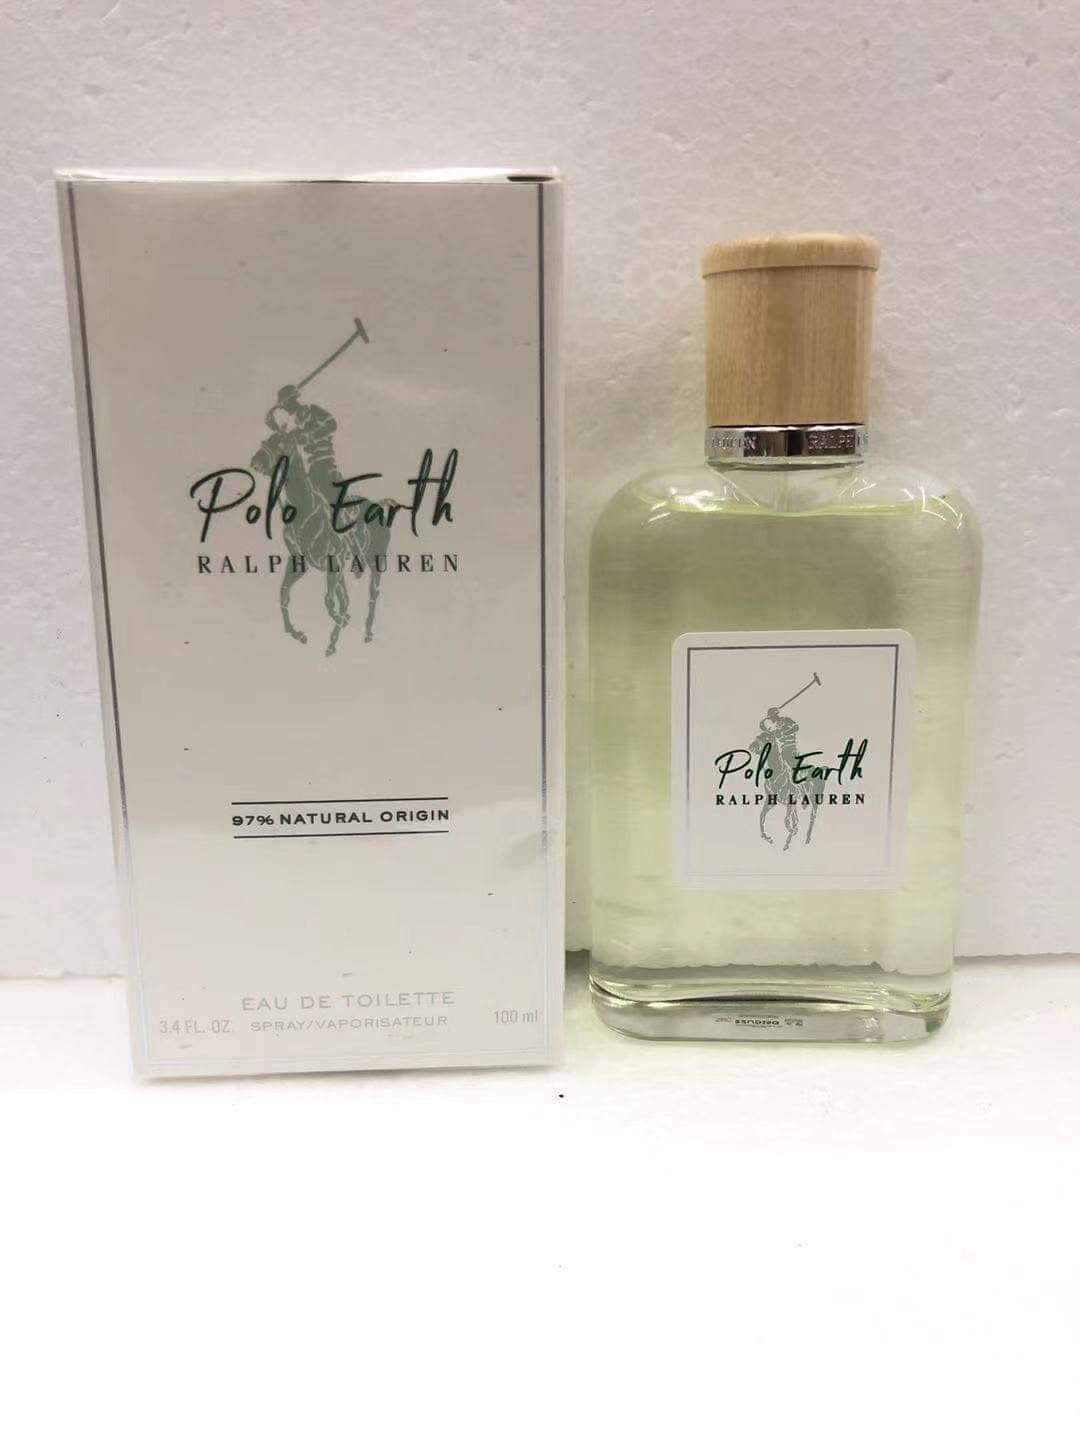 Polo Earth
RALPH LAUREN
97% NATURAL ORIGIN
EAU DE TOILETTE
3.4 FL. OZ. SPRAY/VAPORISATEUR 100 ml
RALPH
Polo Earth
RALPH LAUREN